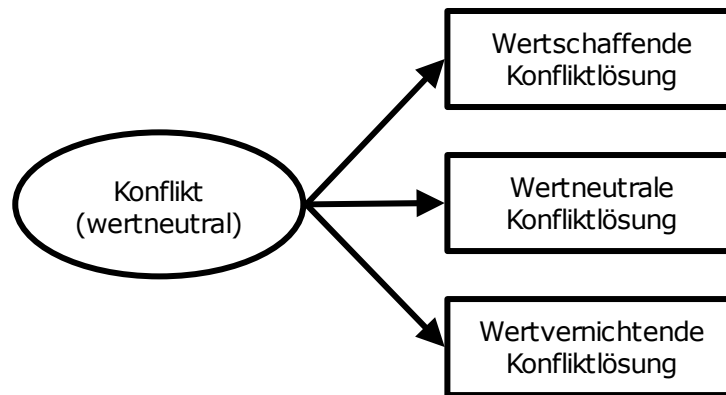 Wertschaffende
Konfliktlösung
Konflikt
(wertneutral)
Wertneutrale
Konfliktlösung
Wertvernichtende
Konfliktlösung